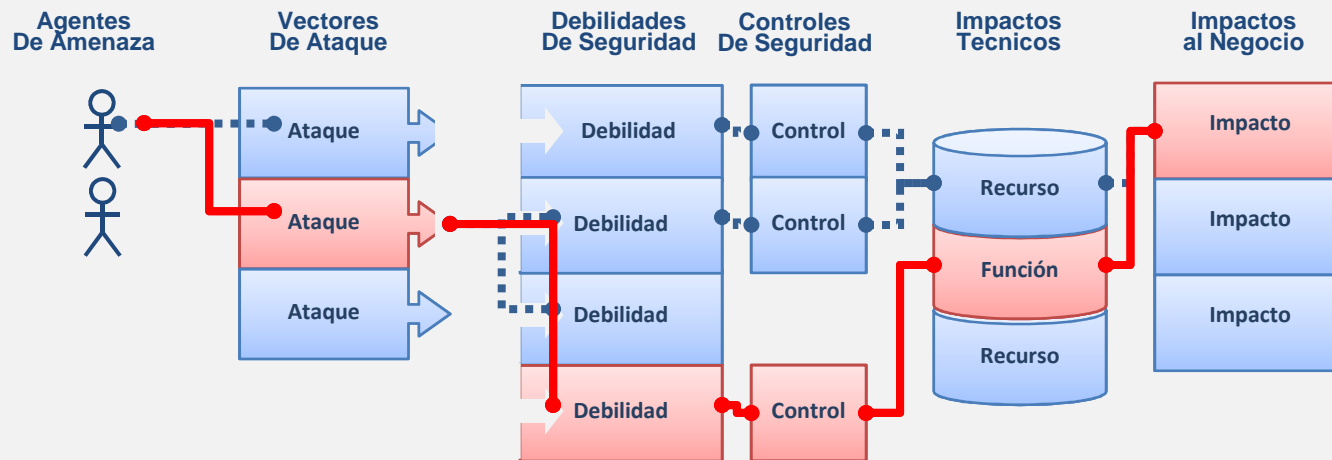 Agentes
De Amenaza
Vectores
De Ataque
Debilidades
De Seguridad
Controles
De Seguridad
Impactos
Tecnicos
Impactos
al Negocio
Ataque
Ataque
Ataque
Debilidad
Debilidad
Debilidad
Debilidad
Control
Control
Control
Recurso
Función
Recurso
Impacto
Impacto
Impacto